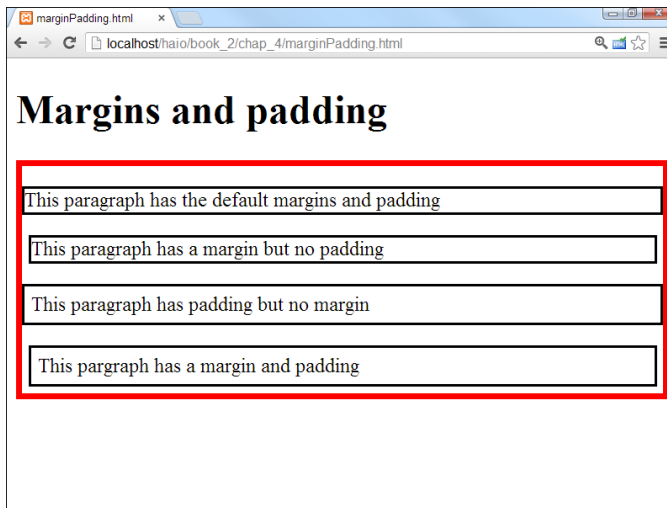 marginPadding.html
localhost/haio/book_2/chap_4/marginPadding.html
Margins and padding
This paragraph has the default margins and padding
This paragraph has a margin but no padding
This paragraph has padding but no margin
This pargraph has a margin and padding